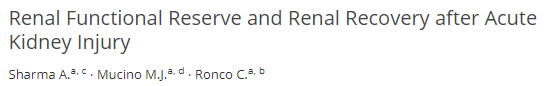 Renal Functional Reserve and Renal Recovery after Acute
Kidney Injury
Sharma A.a, c · Mucino M.J.a, d · Ronco C.a, b